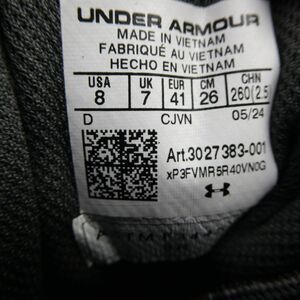 UNDER ARMOUR
MADE IN VIETNAM
FABRIQUÉ AU VIETNAM
HECHO EN VIETNAM
USA UK EUR CM CHN
8 7 41 26 260(2.5)
D CJVN 05/24
Art.3027383-001
xP3FVMR5R40VN0G